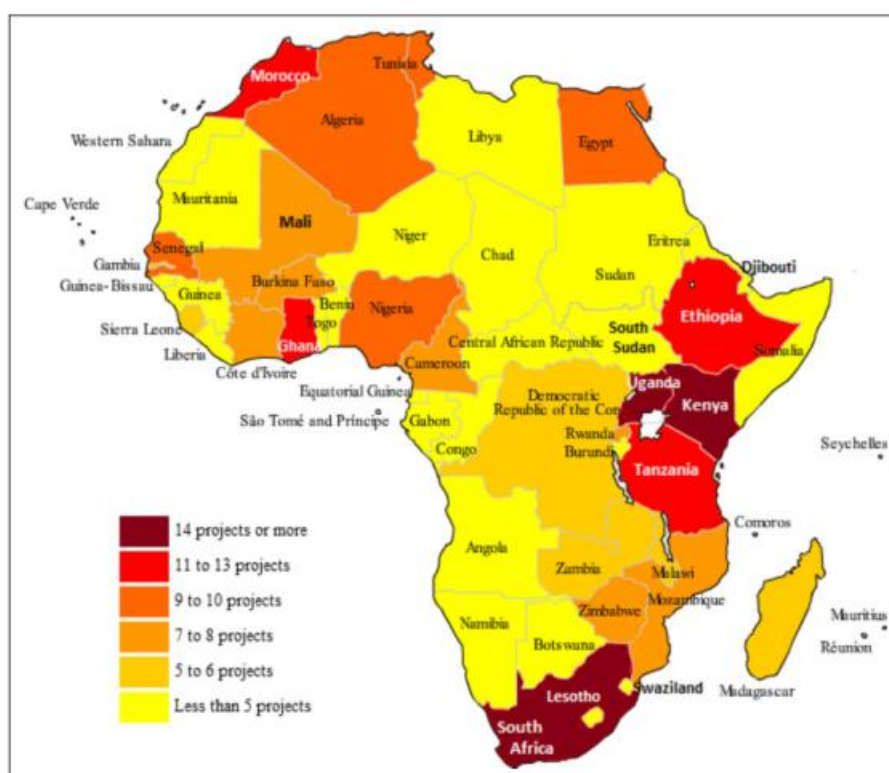 Morocco
Tunisia
Algeria
Libya
Egypt
Western Sahara
Mauritania
Mali
Niger
Chad
Sudan
Eritrea
Djibouti
Cape Verde
Senegal
Gambia
Guinea-Bissau
Guinea
Sierra Leone
Liberia
Burkina Faso
Benin
Togo
Ghana
Côte d'Ivoire
Nigeria
Cameroon
Central African Republic
South
Sudan
Ethiopia
Somalia
Equatorial Guinea
São Tomé and Príncipe
Gabon
Congo
Democratic
Republic of the Con
Uganda
Kenya
Rwanda
Burundi
Tanzania
Seychelles
Comoros
Angola
Zambia
Malawi
Mozambique
Zimbabwe
Namibia
Botswana
Mauritius
Réunion
Madagascar
Swaziland
Lesotho
South
Africa
14 projects or more
11 to 13 projects
9 to 10 projects
7 to 8 projects
5 to 6 projects
Less than 5 projects